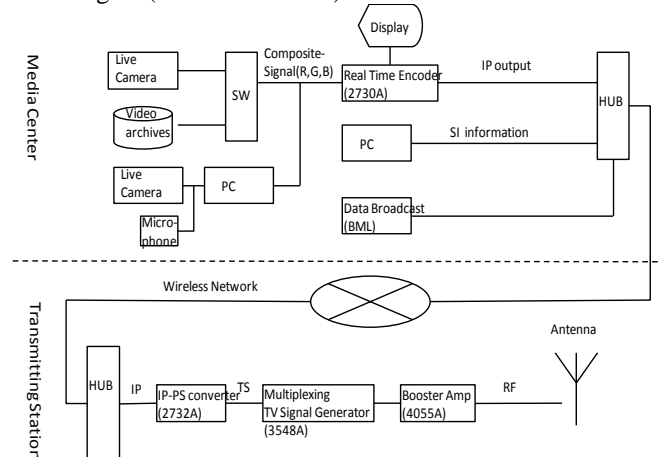 Display
Composite-
Signal(R,G,B)
Live
Camera
SW
Real Time Encoder
(2730A)
IP output
HUB
Video
archives
PC
SI information
Live
Camera
PC
Micro-
phone
Data Broadcast
(BML)
Media Center
Wireless Network
Antenna
Transmitting Station
HUB
IP
IP-PS converter
(2732A)
TS
Multiplexing
TV Signal Generator
(3548A)
Booster Amp
(4055A)
RF